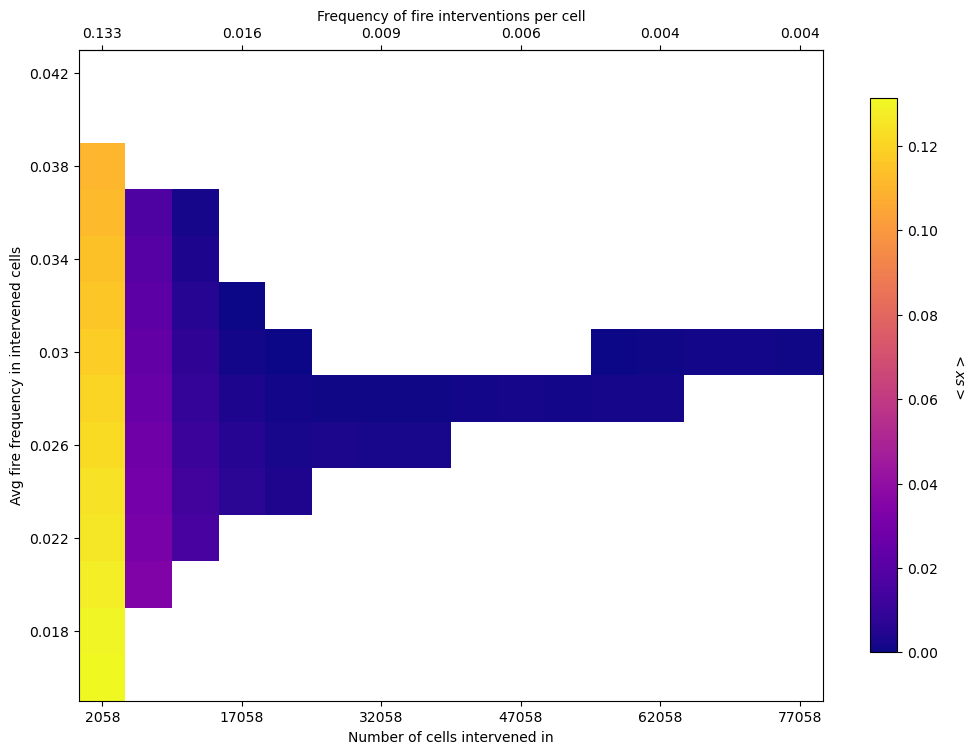 Frequency of fire interventions per cell
0.133 0.016 0.009 0.006 0.004 0.004
0.042
0.038
0.034
0.03
0.026
0.022
0.018
Avg fire frequency in intervened cells
2058 17058 32058 47058 62058 77058
Number of cells intervened in
0.12
0.10
0.08
0.06
0.04
0.02
0.00
< sx >